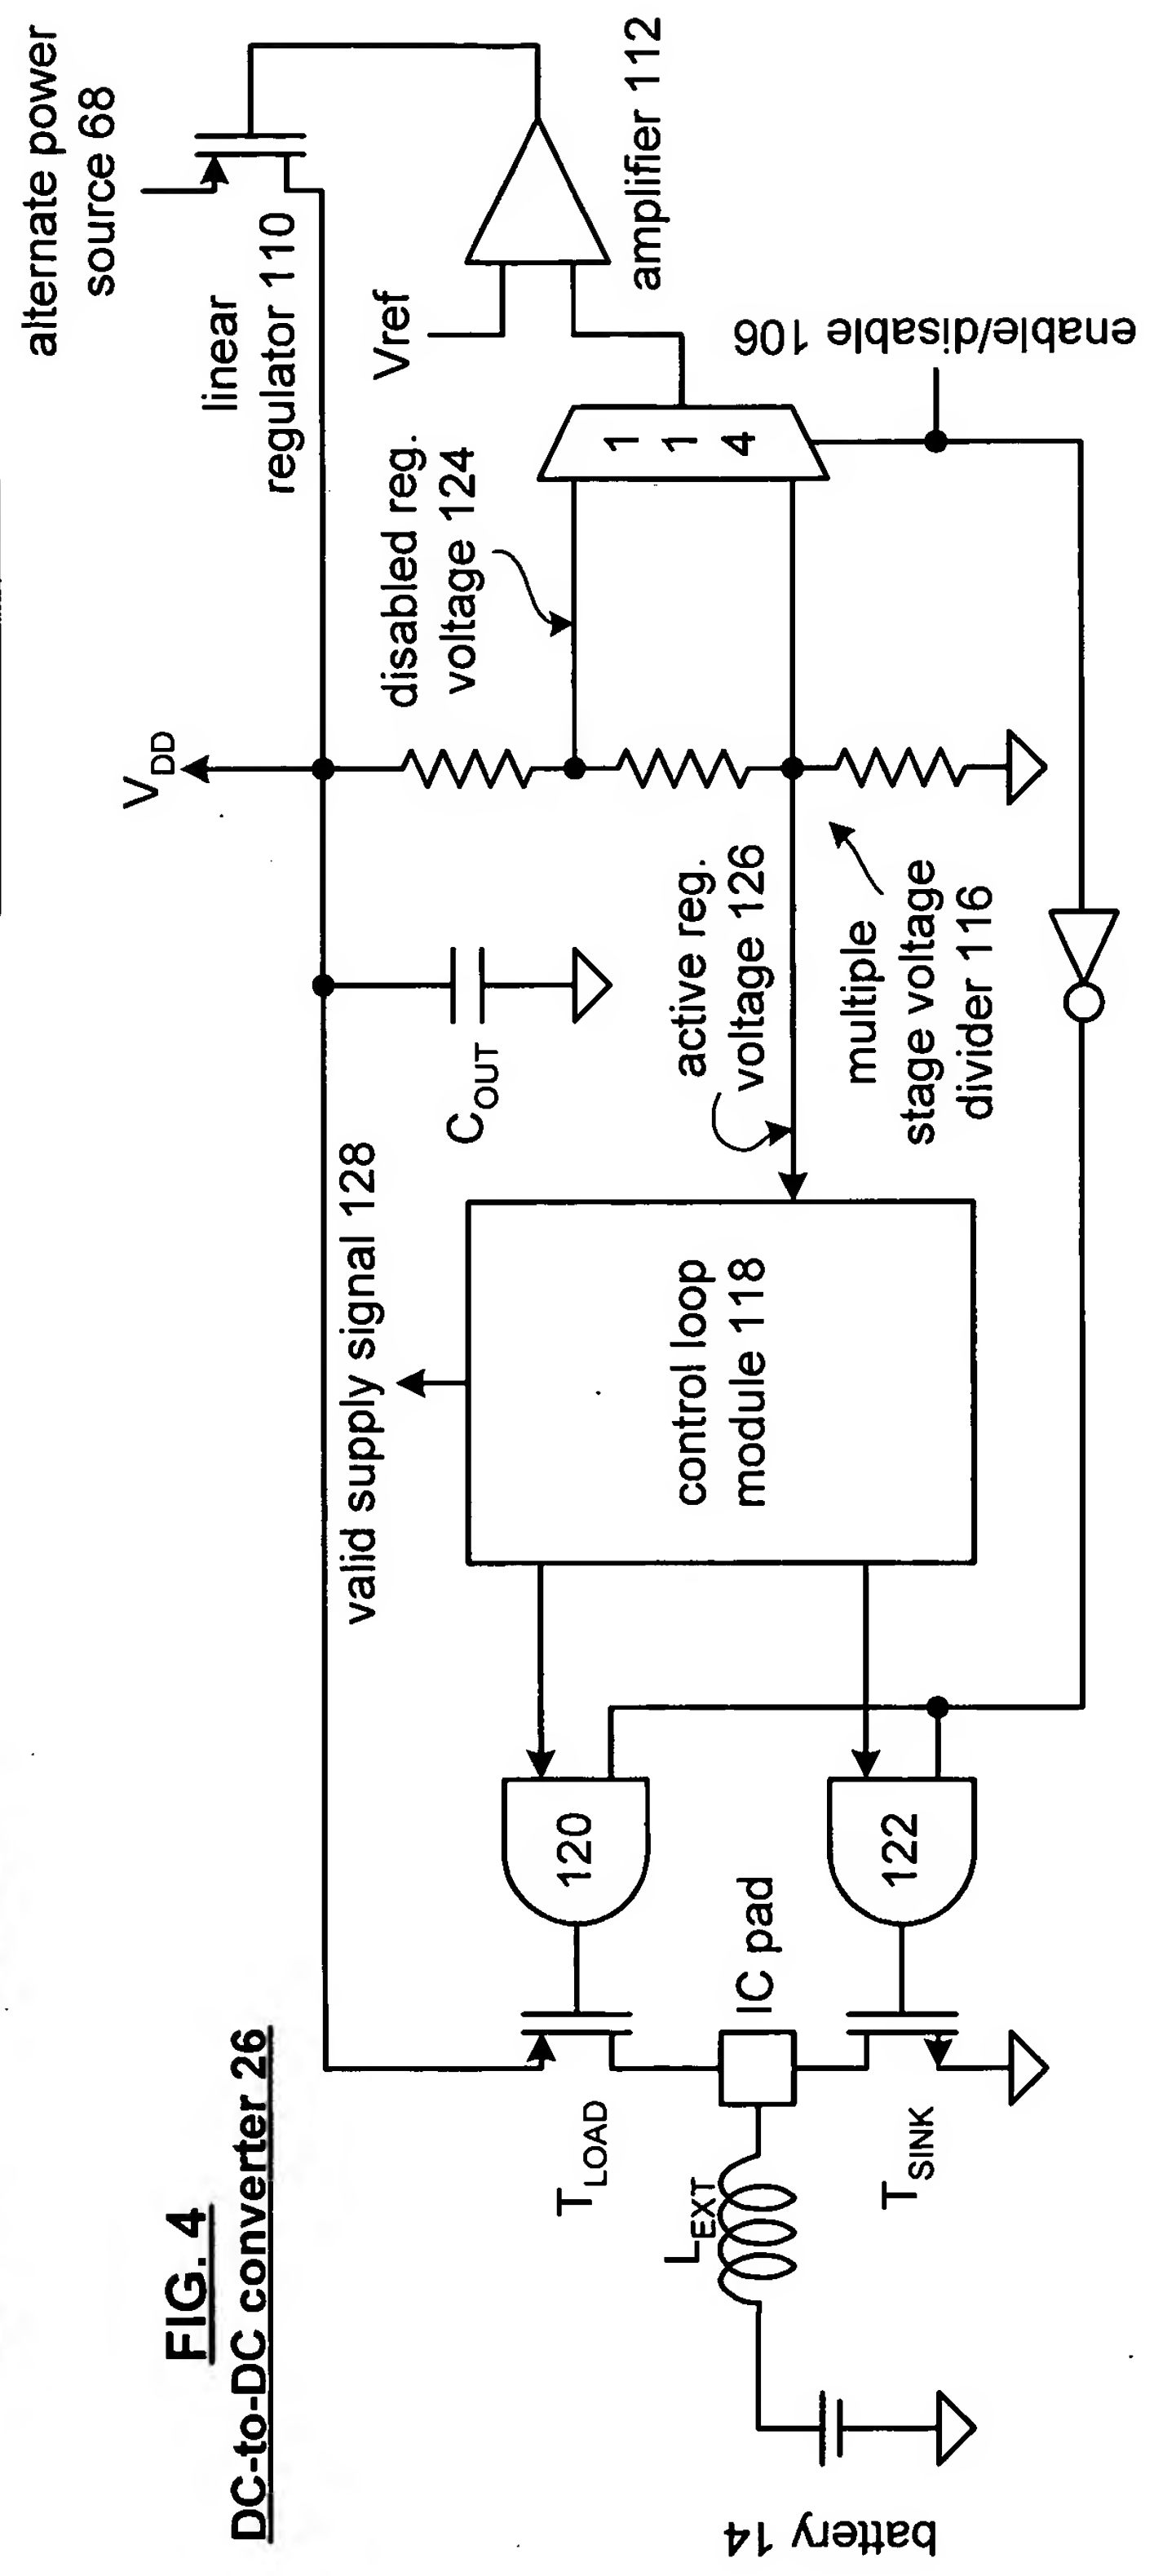 FIG. 4
DC-to-DC converter 26
alternate power
source 68
linear
regulator 110
Vref
amplifier 112
enable/disable 106
1
1
4
disabled reg.
voltage 124
VDD
COUT
active reg.
voltage 126
multiple
stage voltage
divider 116
valid supply signal 128
control loop
module 118
120
122
IC pad
TLOAD
TSINK
LEXT
battery 14